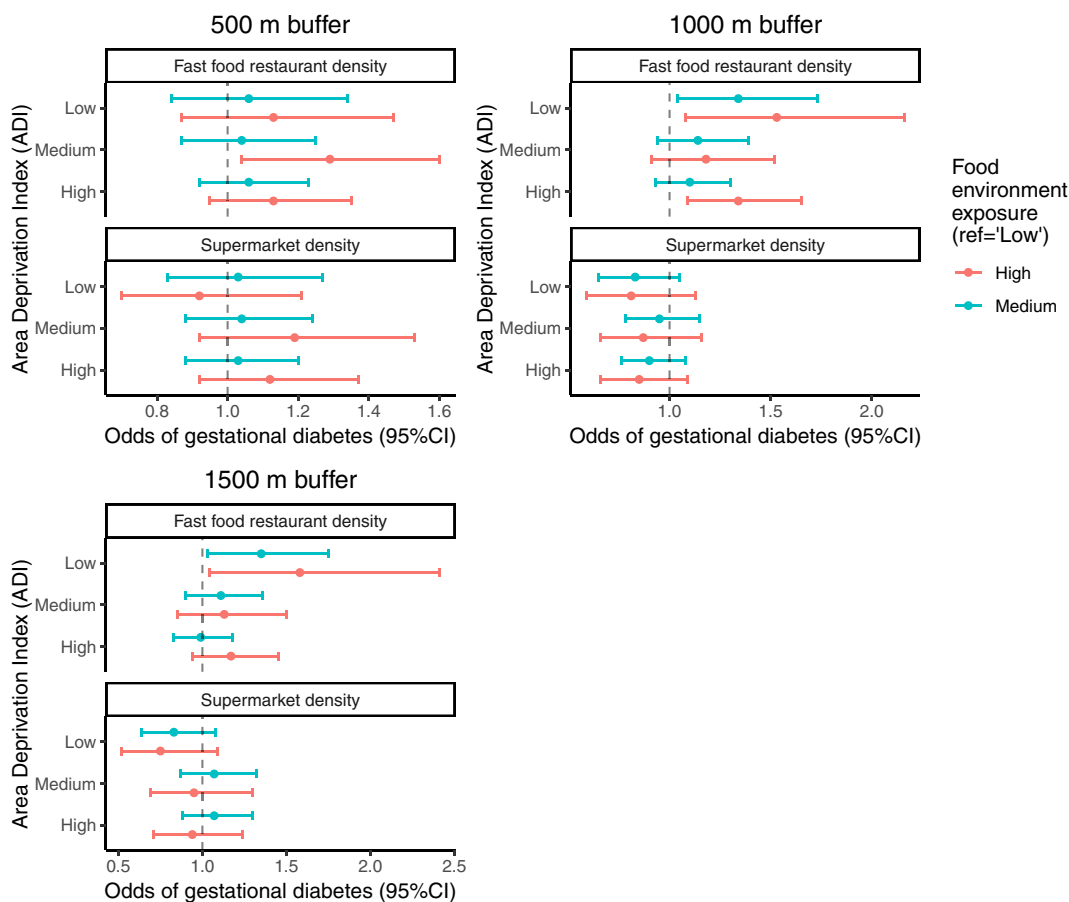 500 m buffer
Fast food restaurant density
Area Deprivation Index (ADI)
Low
Medium
High
Supermarket density
Low
Medium
High
0.8 1.0 1.2 1.4 1.6
Odds of gestational diabetes (95%CI)
1000 m buffer
Fast food restaurant density
Area Deprivation Index (ADI)
Low
Medium
High
Supermarket density
Low
Medium
High
1.0 1.5 2.0
Odds of gestational diabetes (95%CI)
Food
environment
exposure
(ref='Low')
High
Medium
1500 m buffer
Fast food restaurant density
Area Deprivation Index (ADI)
Low
Medium
High
Supermarket density
Low
Medium
High
0.5 1.0 1.5 2.0 2.5
Odds of gestational diabetes (95%CI)